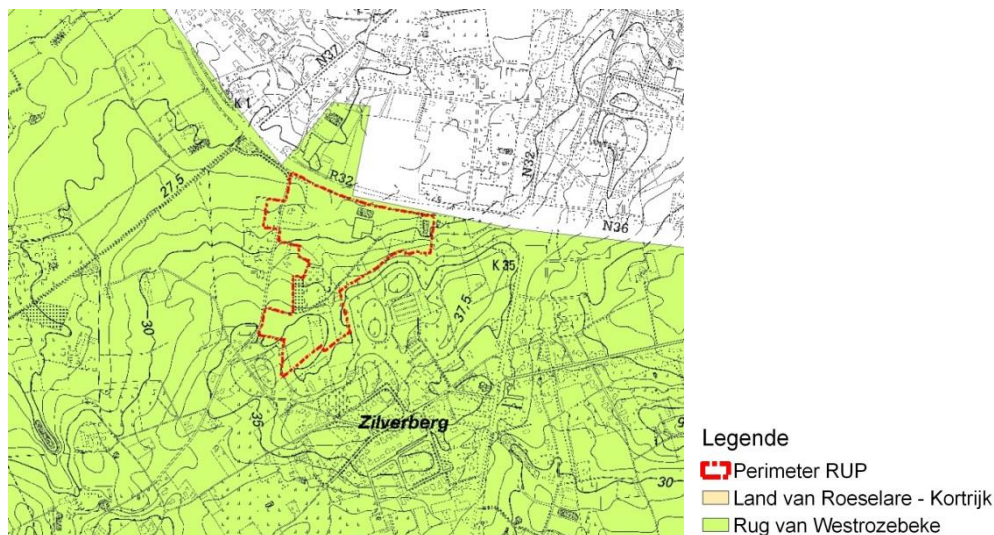 N37
K1
R32
N32
27,5
N36
K 35
37,5
30
Zilverberg
36
30
Legende
Perimeter RUP
Land van Roeselare - Kortrijk
Rug van Westrozebeke